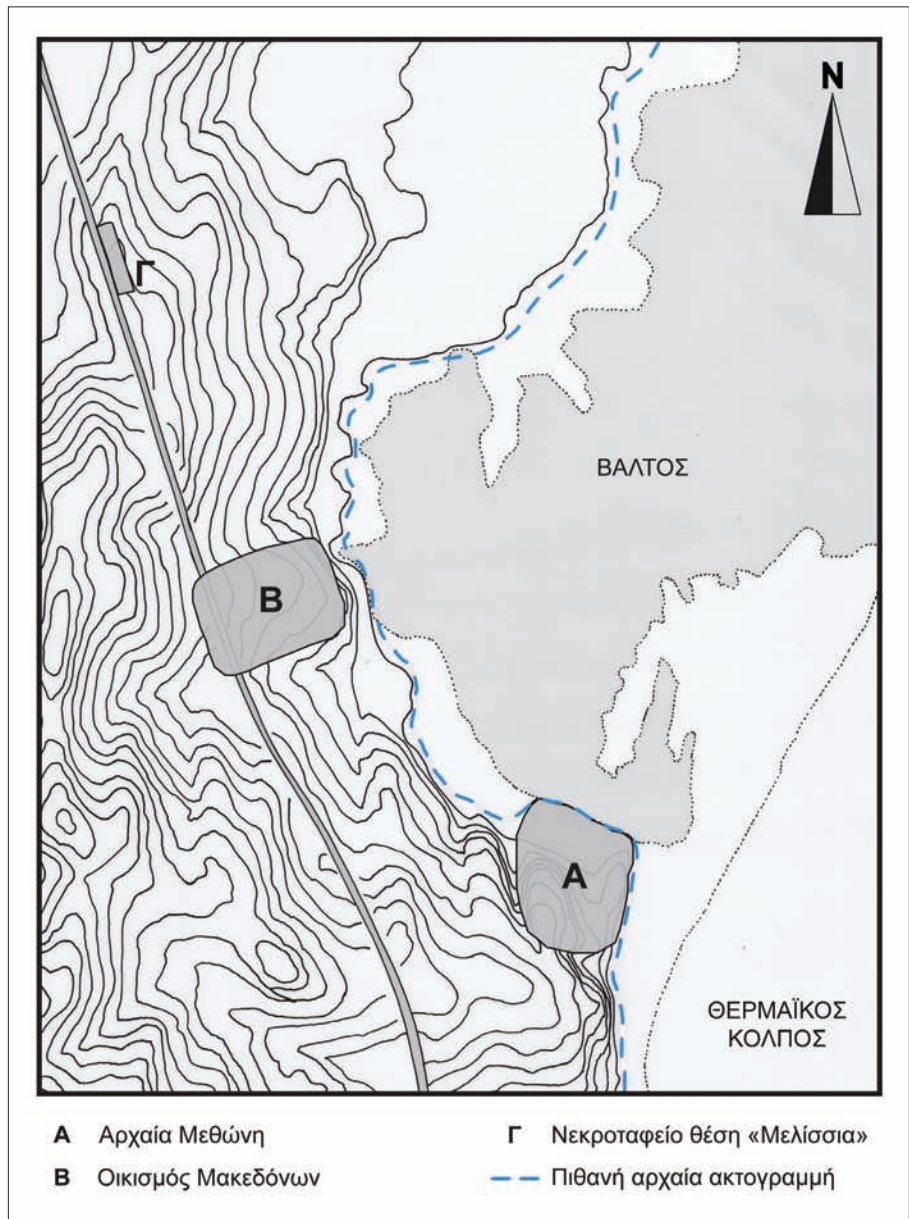 N
Γ
ΒΑΛΤΟΣ
Β
Α
ΘΕΡΜΑΪΚΟΣ
ΚΟΛΠΟΣ
Α Αρχαία Μεθώνη
Β Οικισμός Μακεδόνων
Γ Νεκροταφείο θέση «Μελίσσια»
Πιθανή αρχαία ακτογραμμή